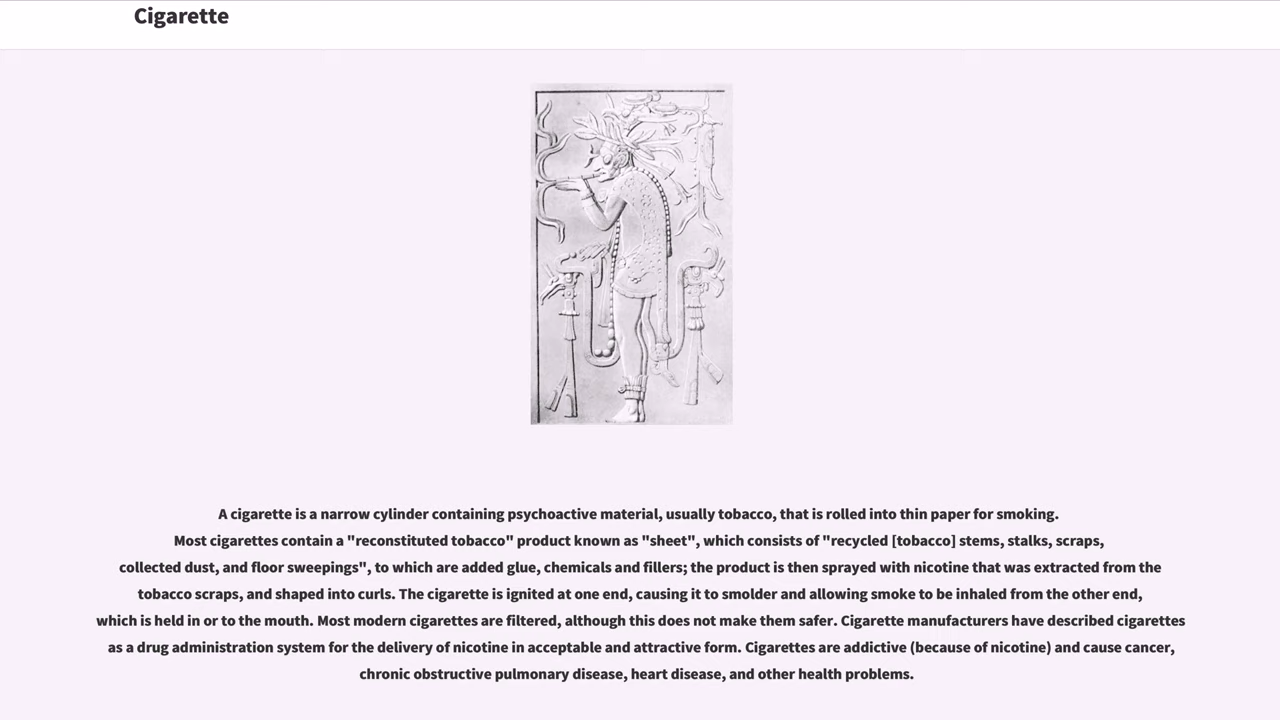 Cigarette
A cigarette is a narrow cylinder containing psychoactive material, usually tobacco, that is rolled into thin paper for smoking.
Most cigarettes contain a "reconstituted tobacco" product known as "sheet", which consists of "recycled [tobacco] stems, stalks, scraps,
collected dust, and floor sweepings", to which are added glue, chemicals and fillers; the product is then sprayed with nicotine that was extracted from the
tobacco scraps, and shaped into curls. The cigarette is ignited at one end, causing it to smolder and allowing smoke to be inhaled from the other end,
which is held in or to the mouth. Most modern cigarettes are filtered, although this does not make them safer. Cigarette manufacturers have described cigarettes
as a drug administration system for the delivery of nicotine in acceptable and attractive form. Cigarettes are addictive (because of nicotine) and cause cancer,
chronic obstructive pulmonary disease, heart disease, and other health problems.